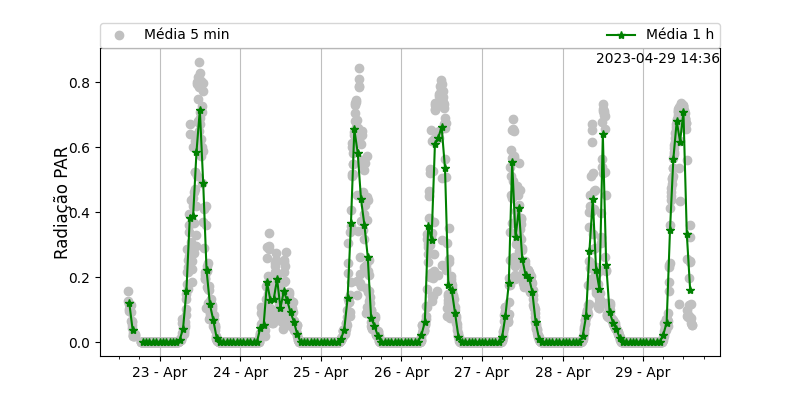 Média 5 min
Média 1 h
2023-04-29 14:36
Radiação PAR
0.8
0.6
0.4
0.2
0.0
23 - Apr
24 - Apr
25 - Apr
26 - Apr
27 - Apr
28 - Apr
29 - Apr